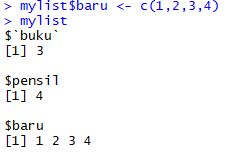 > mylist$baru <- c(1,2,3,4)
> mylist
$`buku`
[1] 3
$pensil
[1] 4
$baru
[1] 1 2 3 4